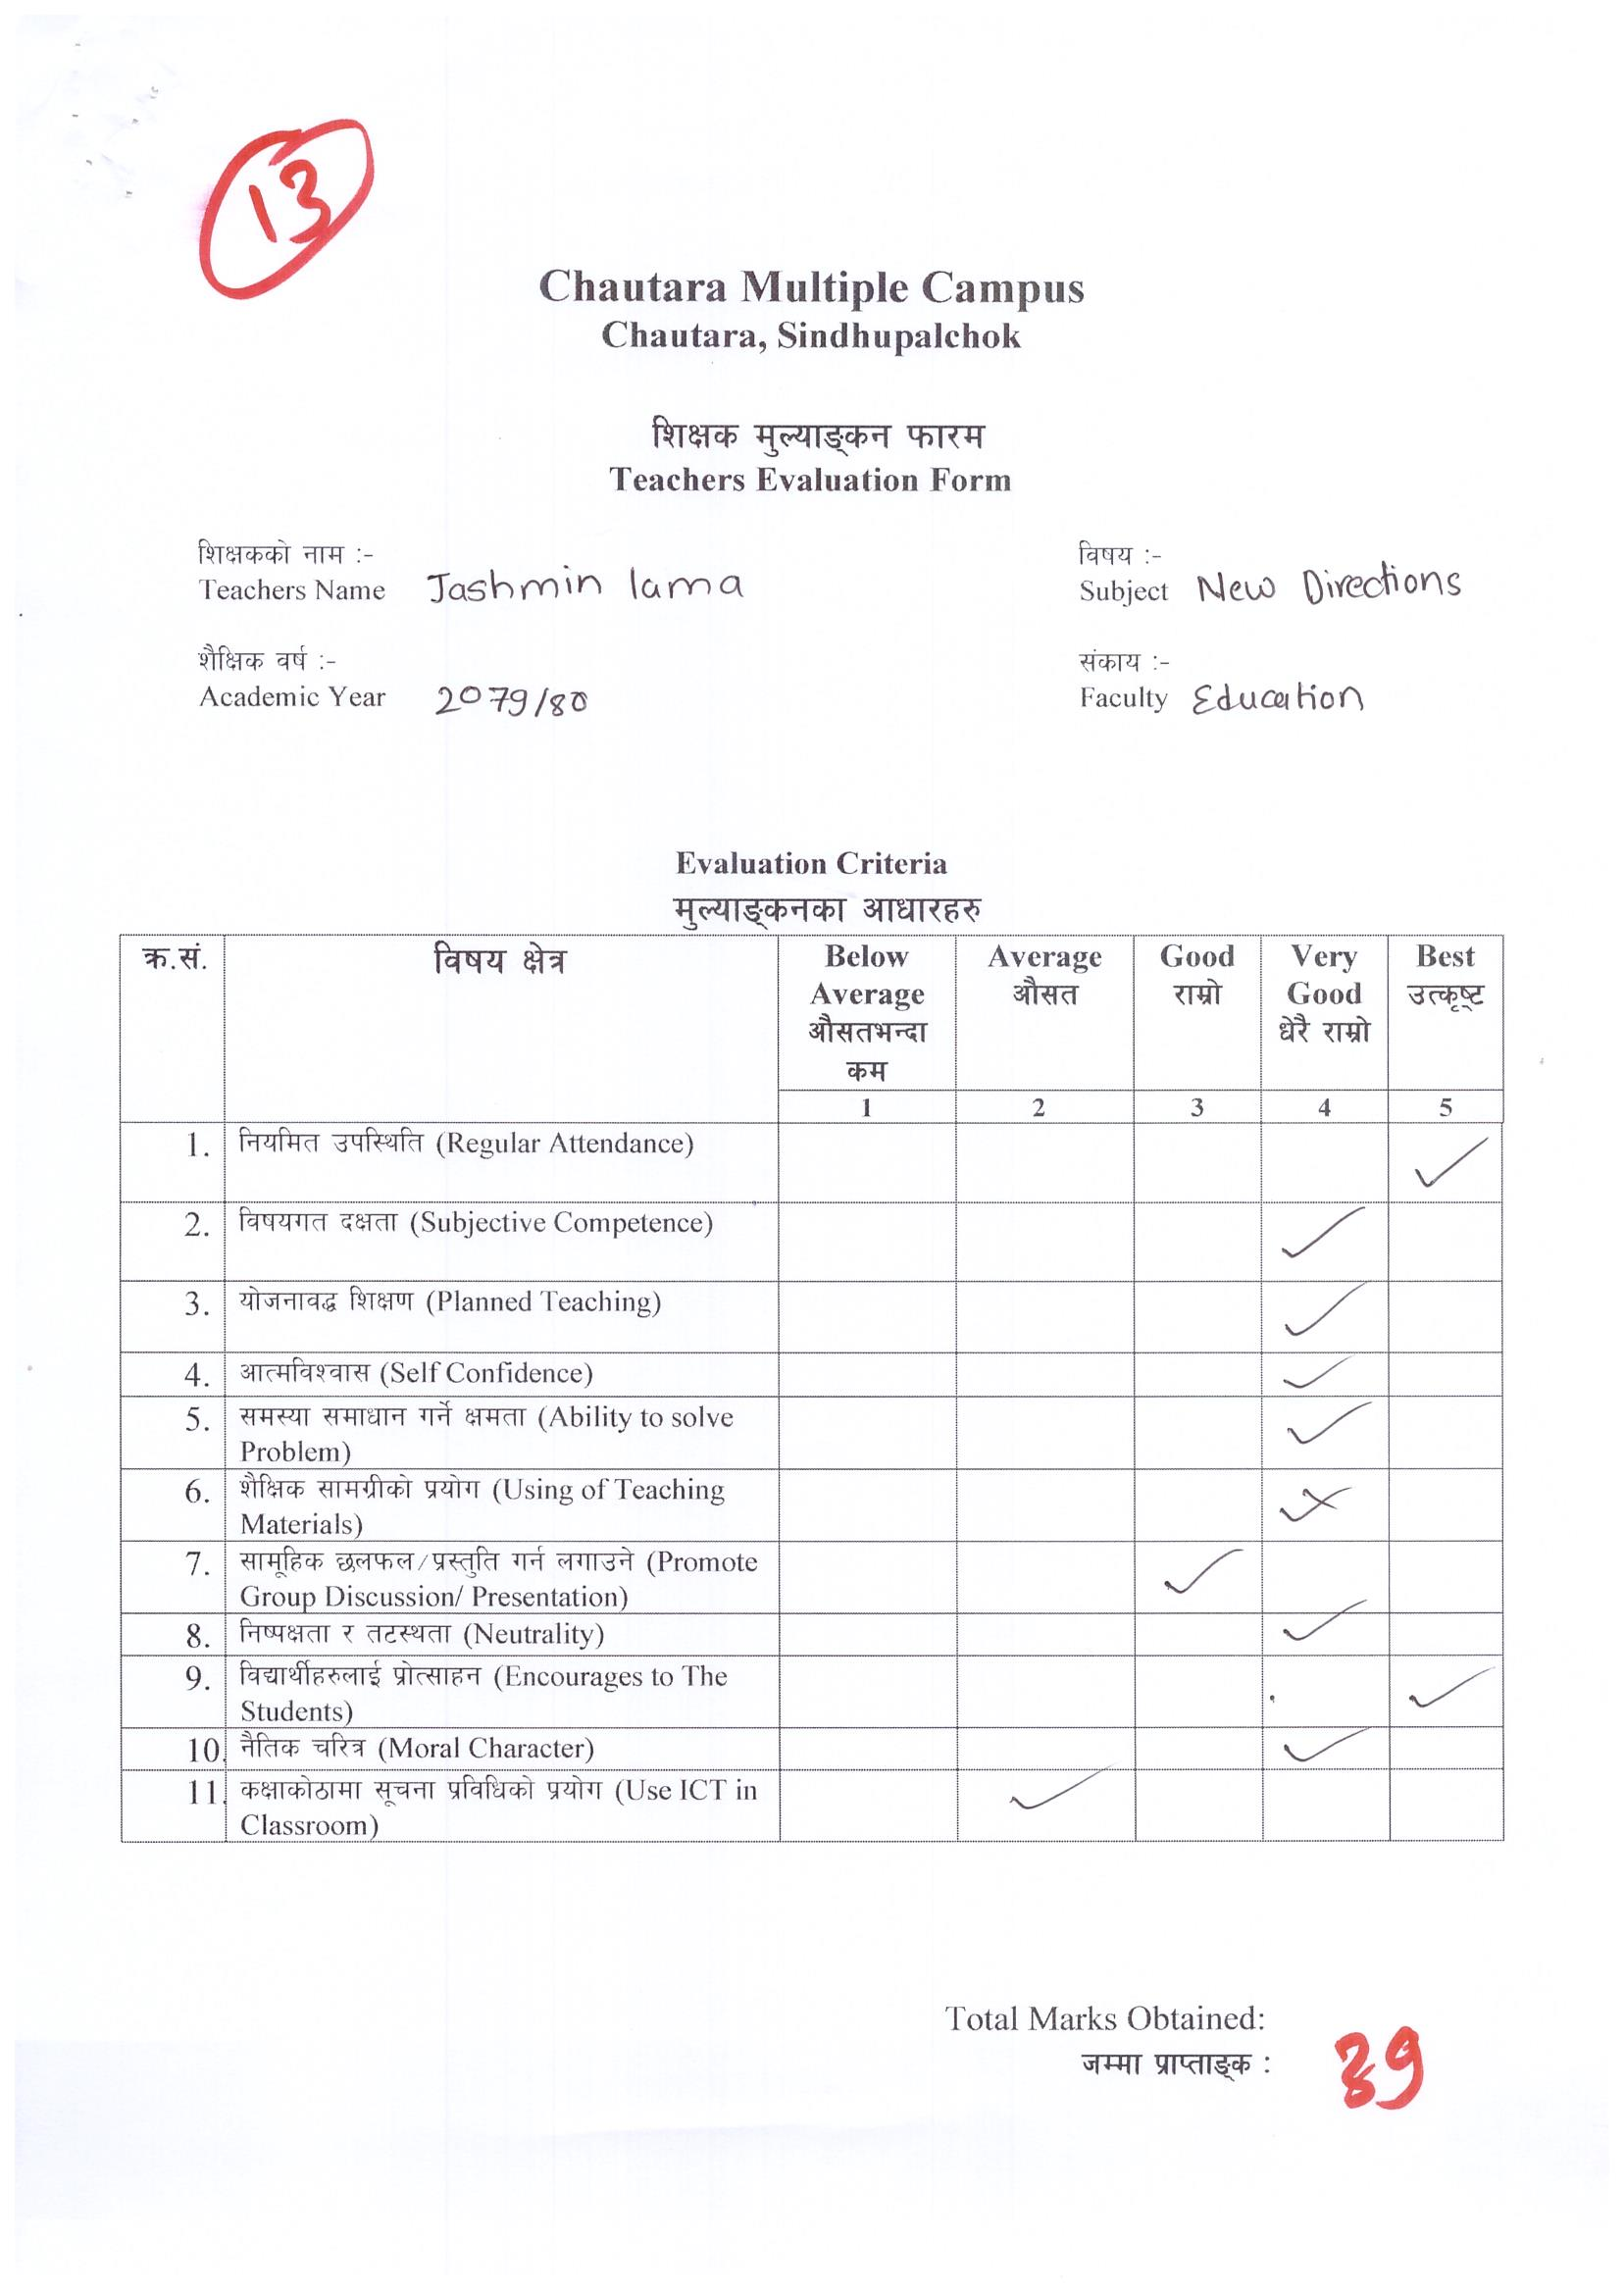 13
Chautara Multiple Campus
Chautara, Sindhupalchok
शिक्षक मुल्याङ्कन फारम
Teachers Evaluation Form
शिक्षकको नाम :-
Teachers Name Jashmin lama
विषय :-
Subject New Directions
शैक्षिक वर्ष :-
Academic Year 2079/80
संकाय :-
Faculty Education
Evaluation Criteria
मुल्याङ्कनका आधारहरु
क्र.सं. विषय क्षेत्र Below Average Good Very Best
Average औसत राम्रो Good उत्कृष्ट
औसतभन्दा धेरै राम्रो
कम
1 2 3 4 5
1. नियमित उपस्थिति (Regular Attendance) ✓
2. विषयगत दक्षता (Subjective Competence) ✓
3. योजनावद्ध शिक्षण (Planned Teaching) ✓
4. आत्मविश्वास (Self Confidence) ✓
5. समस्या समाधान गर्ने क्षमता (Ability to solve ✓
Problem)
6. शैक्षिक सामग्रीको प्रयोग (Using of Teaching
Materials)
7. सामूहिक छलफल/प्रस्तुति गर्न लगाउने (Promote ✓
Group Discussion/ Presentation)
8. निष्पक्षता र तटस्थता (Neutrality) ✓
9. विद्यार्थीहरुलाई प्रोत्साहन (Encourages to The ✓
Students)
10. नैतिक चरित्र (Moral Character) ✓
11. कक्षाकोठामा सूचना प्रविधिको प्रयोग (Use ICT in ✓
Classroom)
Total Marks Obtained:
जम्मा प्राप्ताङ्क : 39